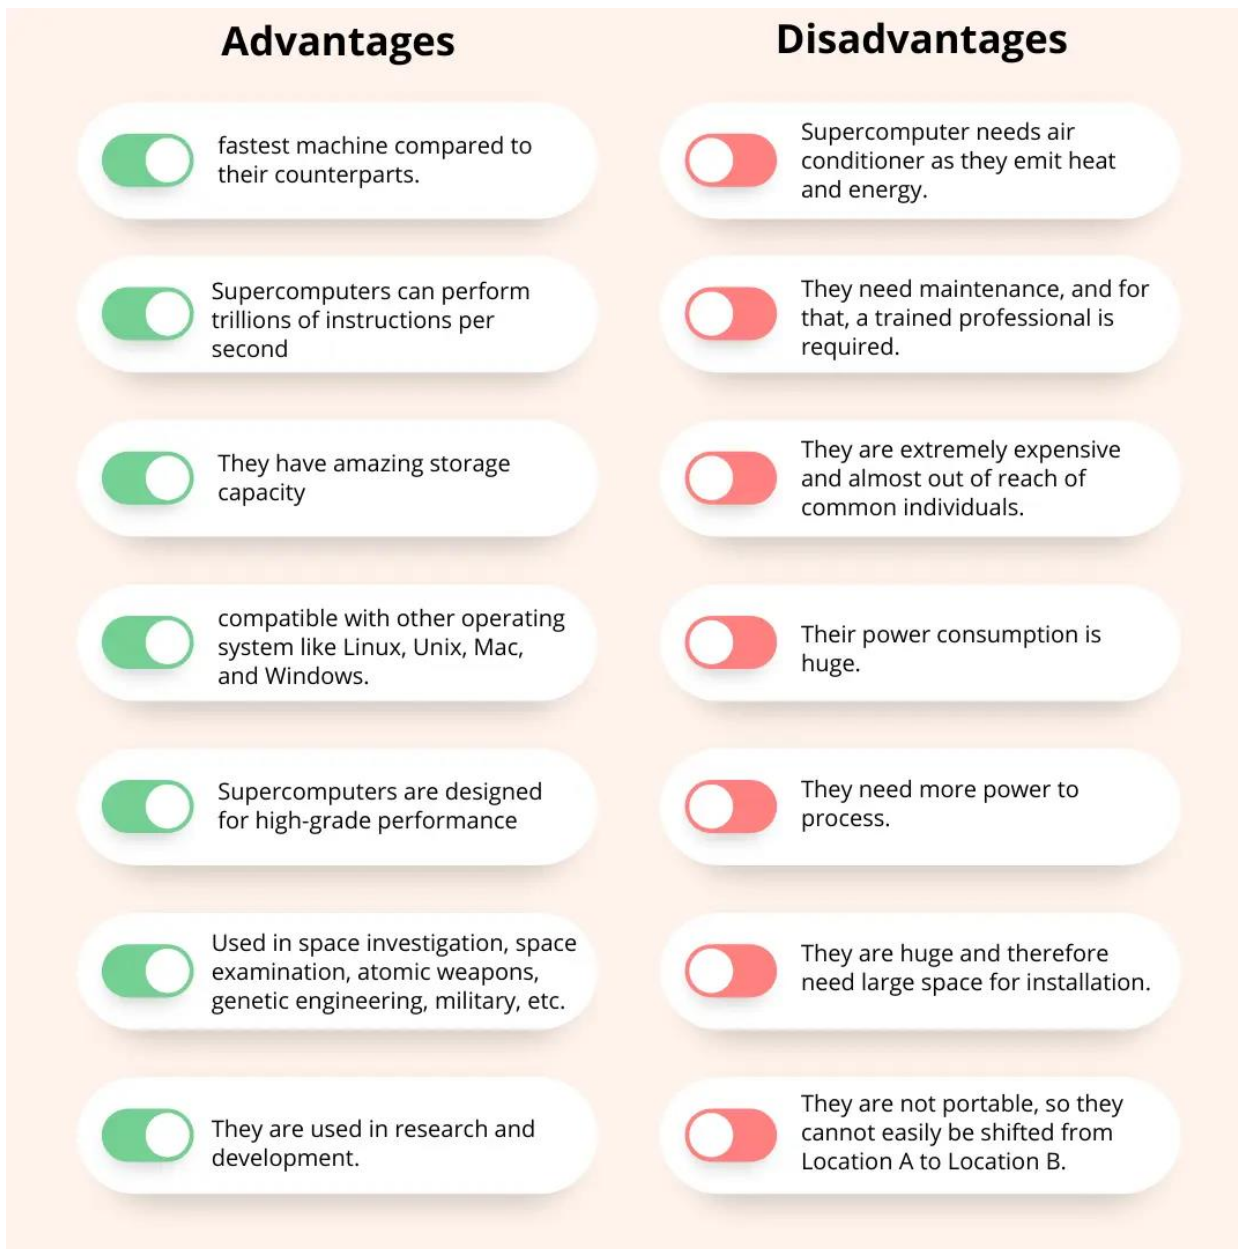 Advantages
fastest machine compared to
their counterparts.
Supercomputers can perform
trillions of instructions per
second
They have amazing storage
capacity
compatible with other operating
system like Linux, Unix, Mac,
and Windows.
Supercomputers are designed
for high-grade performance
Used in space investigation, space
examination, atomic weapons,
genetic engineering, military, etc.
They are used in research and
development.
Disadvantages
Supercomputer needs air
conditioner as they emit heat
and energy.
They need maintenance, and for
that, a trained professional is
required.
They are extremely expensive
and almost out of reach of
common individuals.
Their power consumption is
huge.
They need more power to
process.
They are huge and therefore
need large space for installation.
They are not portable, so they
cannot easily be shifted from
Location A to Location B.